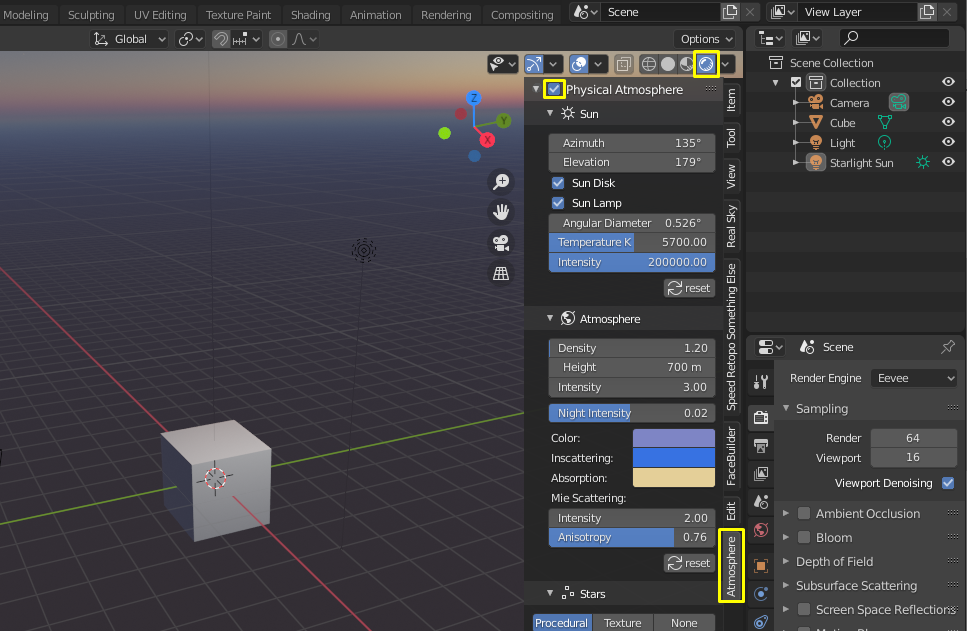 Modeling Sculpting UV Editing Texture Paint Shading Animation Rendering Compositing Scene View Layer
Global Options
Z
Y
X
Physical Atmosphere
Sun
Azimuth 135°
Elevation 179°
Sun Disk
Sun Lamp
Angular Diameter 0.526°
Temperature K 5700.00
Intensity 200000.00
reset
Atmosphere
Density 1.20
Height 700 m
Intensity 3.00
Night Intensity 0.02
Color:
Inscattering:
Absorption:
Mie Scattering:
Intensity 2.00
Anisotropy 0.76
reset
Stars
Procedural Texture None
Item
Tool
View
Real Sky
Speed Retopo Something Else
FaceBuilder
Edit
Atmosphere
Scene Collection
Collection
Camera
Cube
Light
Starlight Sun
Scene
Render Engine Eevee
Sampling
Render 64
Viewport 16
Viewport Denoising
Ambient Occlusion
Bloom
Depth of Field
Subsurface Scattering
Screen Space Reflections